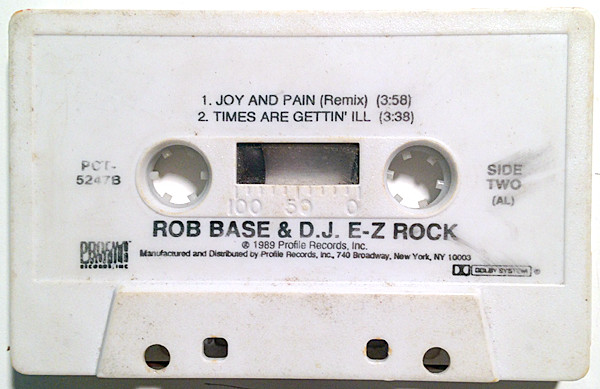 1. JOY AND PAIN (Remix) (3:58)
2. TIMES ARE GETTIN' ILL (3:38)
PCT-
5247B
SIDE
TWO
(AL)
100 50 0
ROB BASE & D.J. E-Z ROCK
℗ 1989 Profile Records, Inc.
Manufactured and Distributed by Profile Records, Inc., 740 Broadway, New York, NY 10003
PROFILE
RECORDS, INC
DOLBY SYSTEM ®